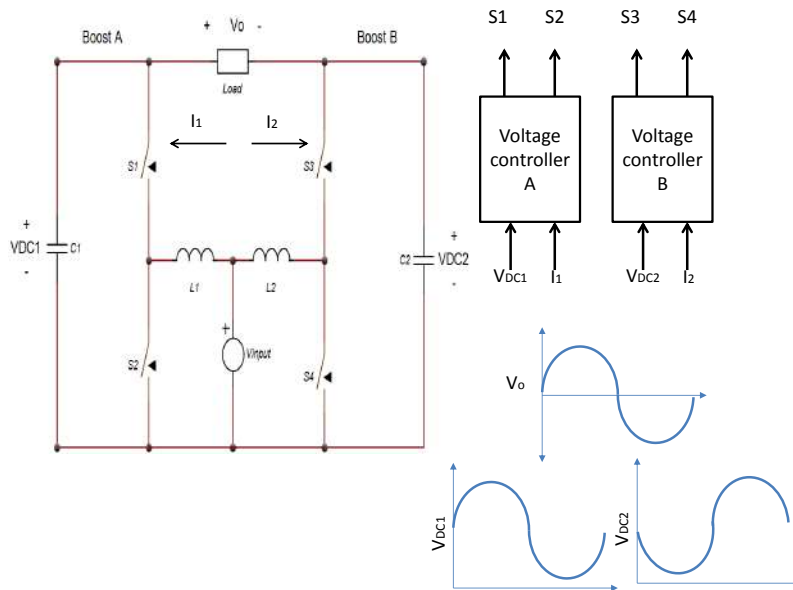 Boost A
+ Vo -
Boost B
Load
I1
I2
S1
S3
+
VDC1
-
C1
L1
L2
C2
+
VDC2
-
+
Vinput
S2
S4
S1
S2
S3
S4
Voltage
controller
A
Voltage
controller
B
VDC1
I1
VDC2
I2
Vo
VDC1
VDC2